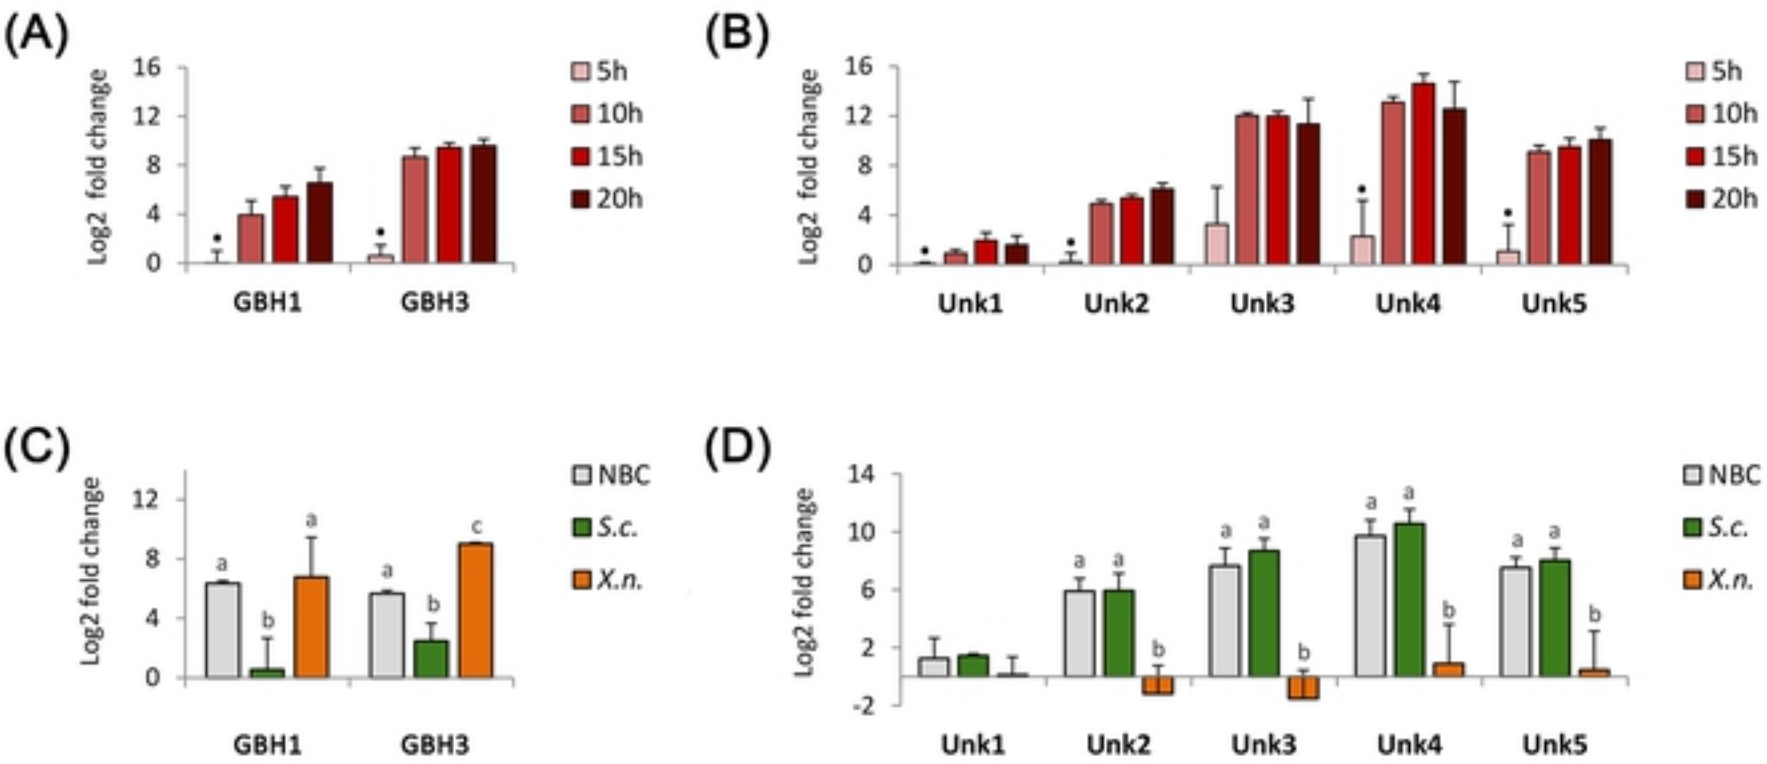 (A)
Log2 fold change
16
12
8
4
0
•
•
GBH1 GBH3
5h
10h
15h
20h
(B)
Log2 fold change
16
12
8
4
0
•
•
•
•
Unk1 Unk2 Unk3 Unk4 Unk5
5h
10h
15h
20h
(C)
Log2 fold change
12
8
4
0
a b a a b c
GBH1 GBH3
NBC
S.c.
X.n.
(D)
Log2 fold change
14
10
6
2
-2
a a b a a b a a b a a b
Unk1 Unk2 Unk3 Unk4 Unk5
NBC
S.c.
X.n.